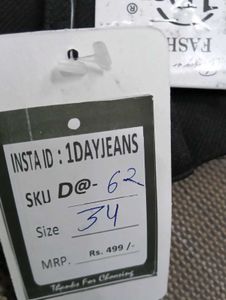 FASH
INSTA ID : 1DAYJEANS
SKU D@- 62
Size 34
MRP. Rs. 499 /-
Thanks For Choosing